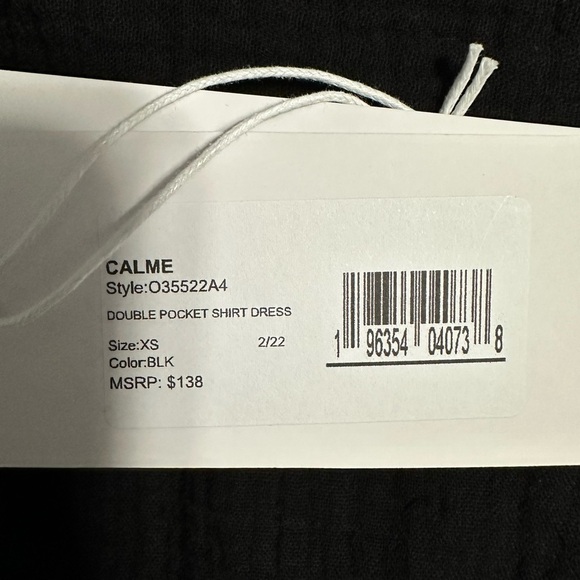 CALME
Style:O35522A4
DOUBLE POCKET SHIRT DRESS
Size:XS 2/22
Color:BLK
MSRP: $138
1 96354 04073 8